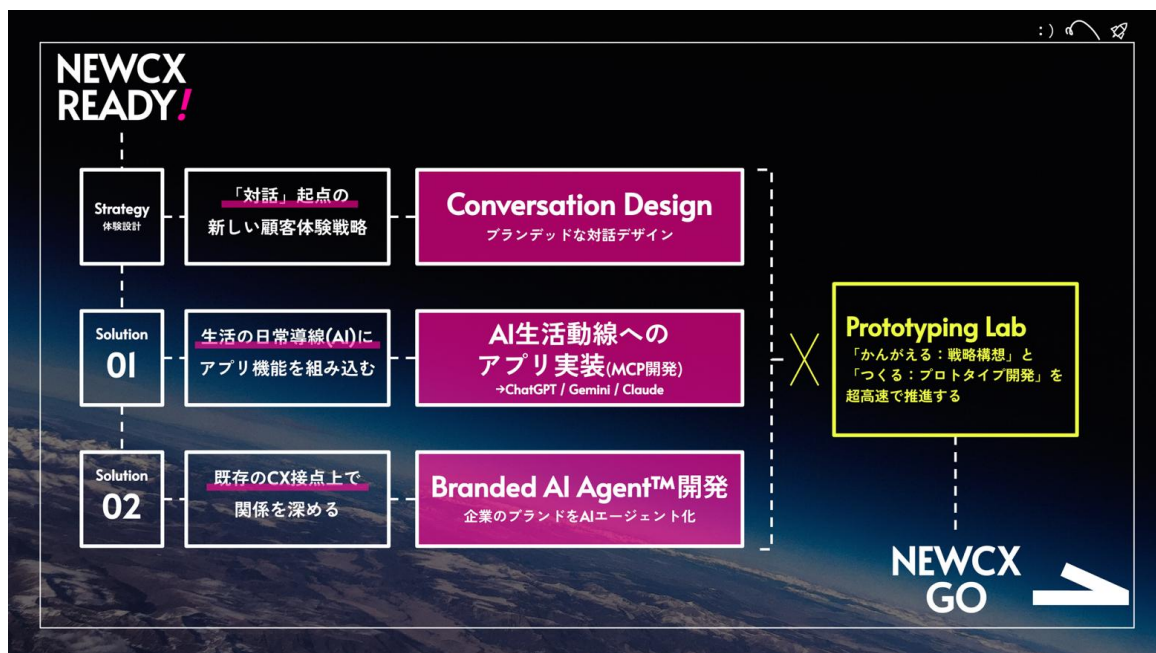 :)
NEWCX
READY!
Strategy
体験設計
「対話」起点の
新しい顧客体験戦略
Conversation Design
ブランデッドな対話デザイン
Solution
01
生活の日常導線(AI)に
アプリ機能を組み込む
AI生活動線への
アプリ実装(MCP開発)
→ChatGPT / Gemini / Claude
Solution
02
既存のCX接点上で
関係を深める
Branded AI Agent™開発
企業のブランドをAIエージェント化
Prototyping Lab
「かんがえる：戦略構想」と
「つくる：プロトタイプ開発」を
超高速で推進する
NEWCX
GO